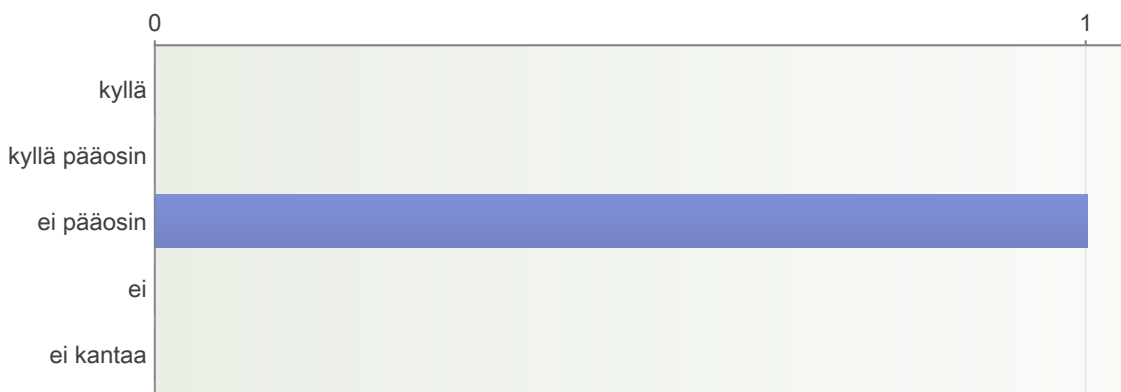 0 1
kyllä
kyllä pääosin
ei pääosin
ei
ei kantaa